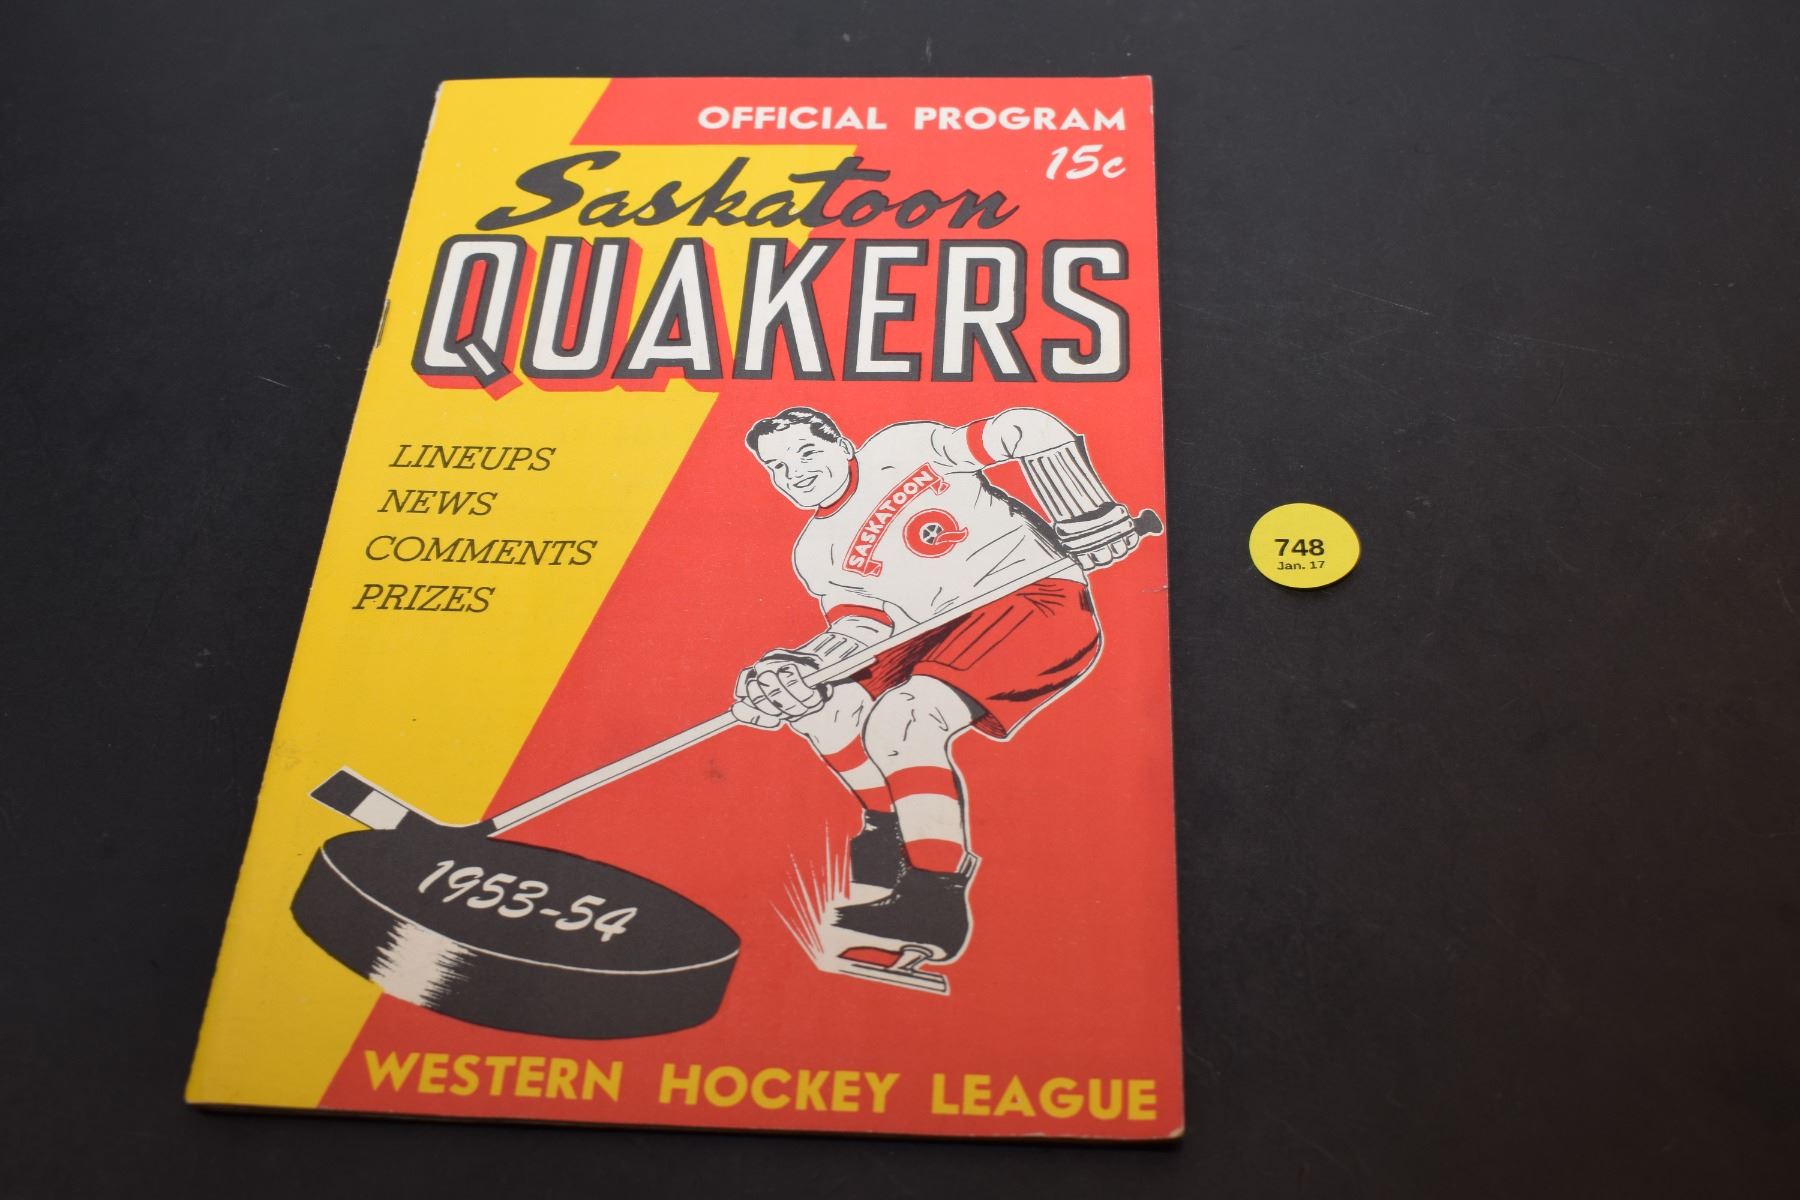 OFFICIAL PROGRAM
15c
Saskatoon
QUAKERS
LINEUPS
NEWS
COMMENTS
PRIZES
SASKATOON
Q
1953-54
WESTERN HOCKEY LEAGUE
748
Jan. 17